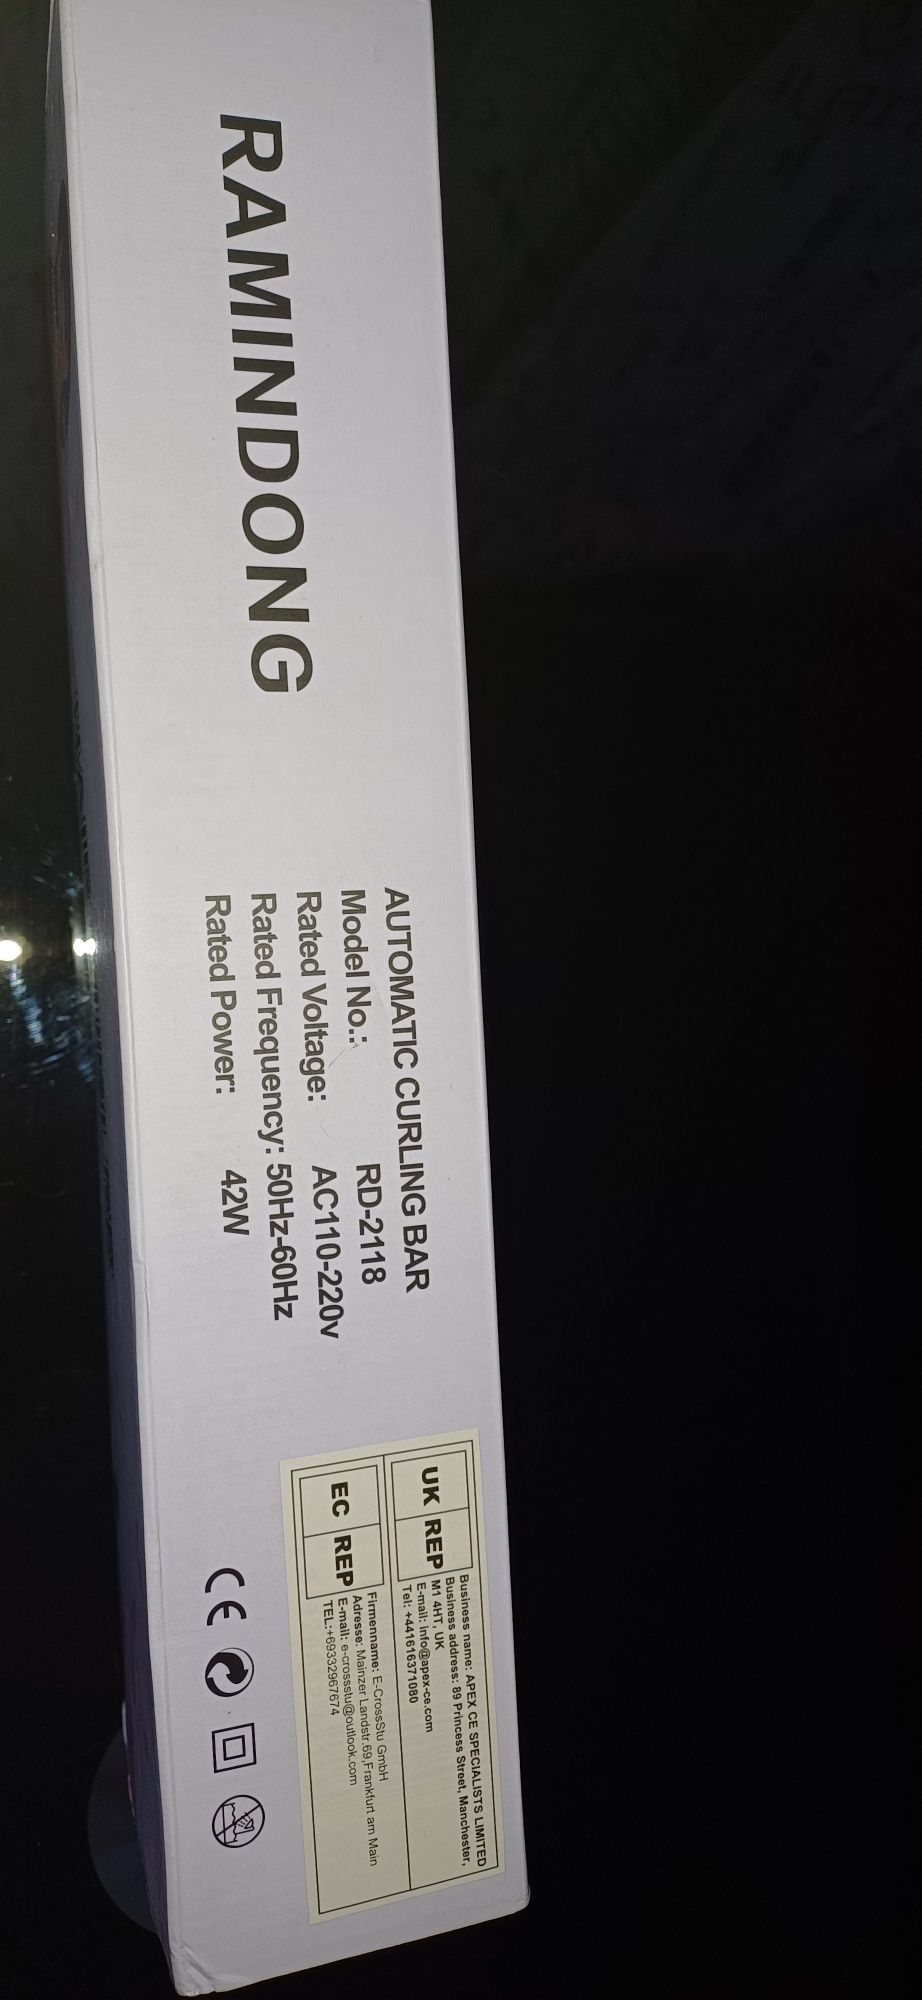 RAMINDONG
AUTOMATIC CURLING BAR
Model No.: RD-2118
Rated Voltage: AC110-220v
Rated Frequency: 50Hz-60Hz
Rated Power: 42W
UK REP
Business name: APEX CE SPECIALISTS LIMITED
Business address: 89 Princess Street, Manchester,
M1 4HT, UK
E-mail: info@apex-ce.com
Tel: +441616371080
EC REP
Firmenname: E-CrossStu GmbH
Adresse: Mainzer Landstr.69,Frankfurt am Main
E-mail: e-crossstu@outlook.com
TEL:+69332967674
CE